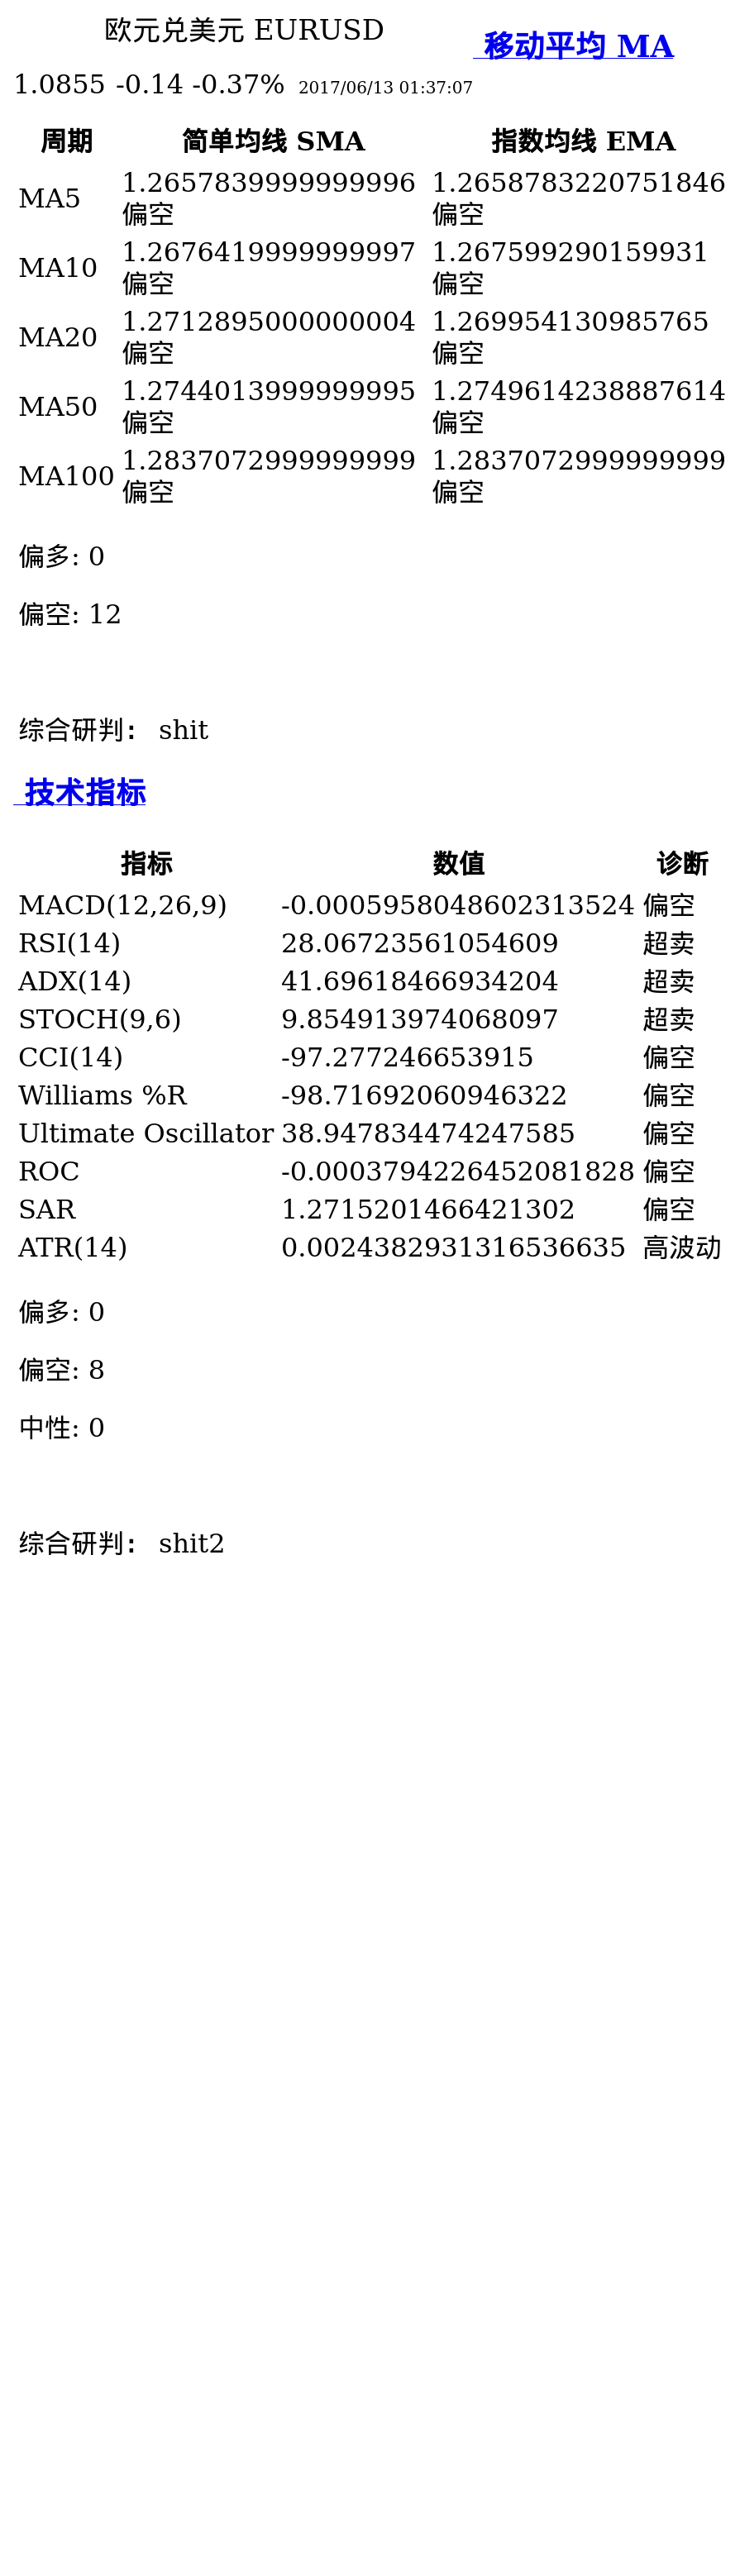 欧元兑美元 EURUSD
移动平均 MA
1.0855 -0.14 -0.37% 2017/06/13 01:37:07
周期 简单均线 SMA 指数均线 EMA
MA5 1.2657839999999996 偏空 1.2658783220751846 偏空
MA10 1.2676419999999997 偏空 1.267599290159931 偏空
MA20 1.2712895000000004 偏空 1.269954130985765 偏空
MA50 1.2744013999999995 偏空 1.2749614238887614 偏空
MA100 1.2837072999999999 偏空 1.2837072999999999 偏空
偏多: 0
偏空: 12
综合研判： shit
技术指标
指标 数值 诊断
MACD(12,26,9) -0.0005958048602313524 偏空
RSI(14) 28.06723561054609 超卖
ADX(14) 41.69618466934204 超卖
STOCH(9,6) 9.854913974068097 超卖
CCI(14) -97.277246653915 偏空
Williams %R -98.71692060946322 偏空
Ultimate Oscillator 38.947834474247585 偏空
ROC -0.0003794226452081828 偏空
SAR 1.2715201466421302 偏空
ATR(14) 0.0024382931316536635 高波动
偏多: 0
偏空: 8
中性: 0
综合研判： shit2